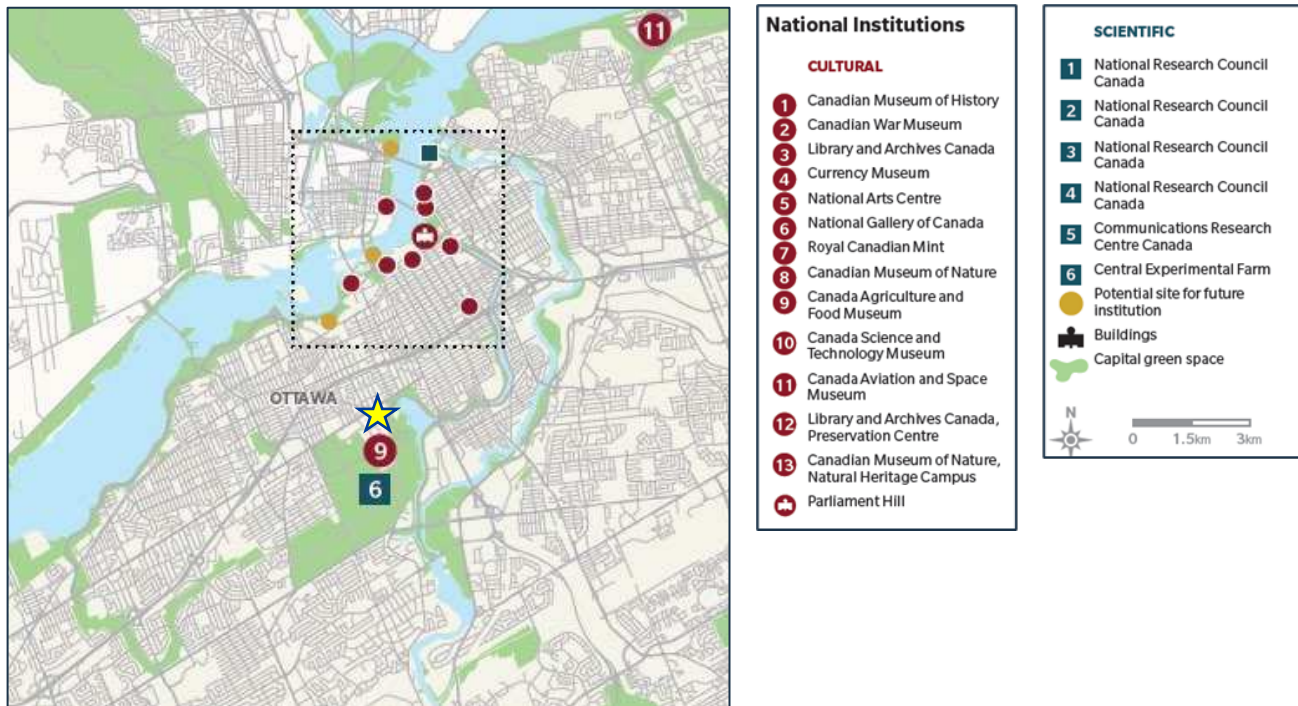 11
OTTAWA
9
6
National Institutions
CULTURAL
1 Canadian Museum of History
2 Canadian War Museum
3 Library and Archives Canada
4 Currency Museum
5 National Arts Centre
6 National Gallery of Canada
7 Royal Canadian Mint
8 Canadian Museum of Nature
9 Canada Agriculture and
Food Museum
10 Canada Science and
Technology Museum
11 Canada Aviation and Space
Museum
12 Library and Archives Canada,
Preservation Centre
13 Canadian Museum of Nature,
Natural Heritage Campus
Parliament Hill
SCIENTIFIC
1 National Research Council
Canada
2 National Research Council
Canada
3 National Research Council
Canada
4 National Research Council
Canada
5 Communications Research
Centre Canada
6 Central Experimental Farm
Potential site for future
institution
Buildings
Capital green space
N
0 1.5km 3km